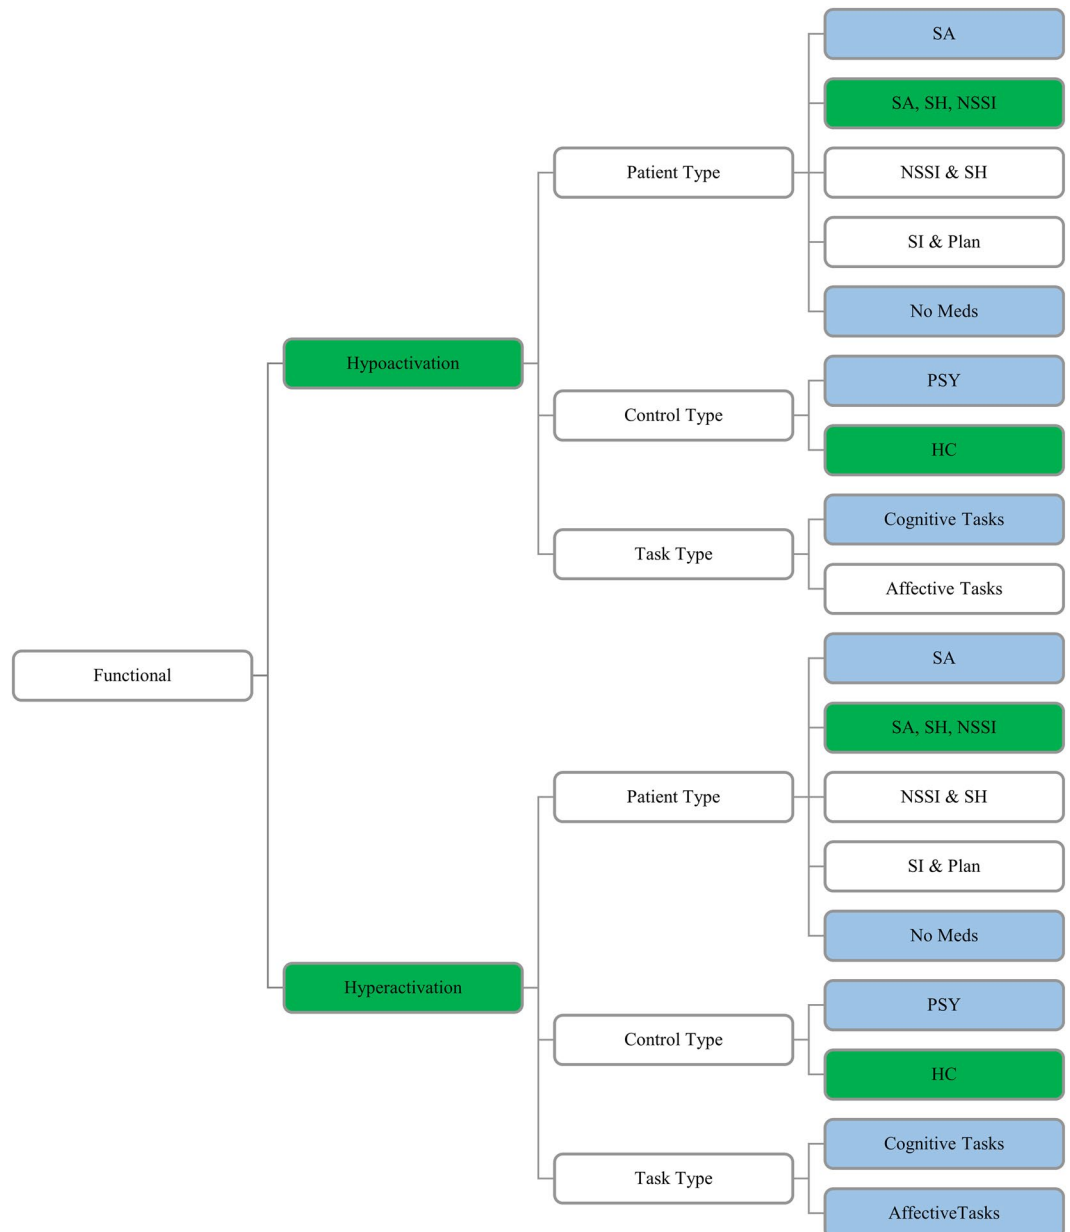 Functional
Hypoactivation
Patient Type
SA
SA, SH, NSSI
NSSI & SH
SI & Plan
No Meds
Control Type
PSY
HC
Task Type
Cognitive Tasks
Affective Tasks
Hyperactivation
Patient Type
SA
SA, SH, NSSI
NSSI & SH
SI & Plan
No Meds
Control Type
PSY
HC
Task Type
Cognitive Tasks
AffectiveTasks